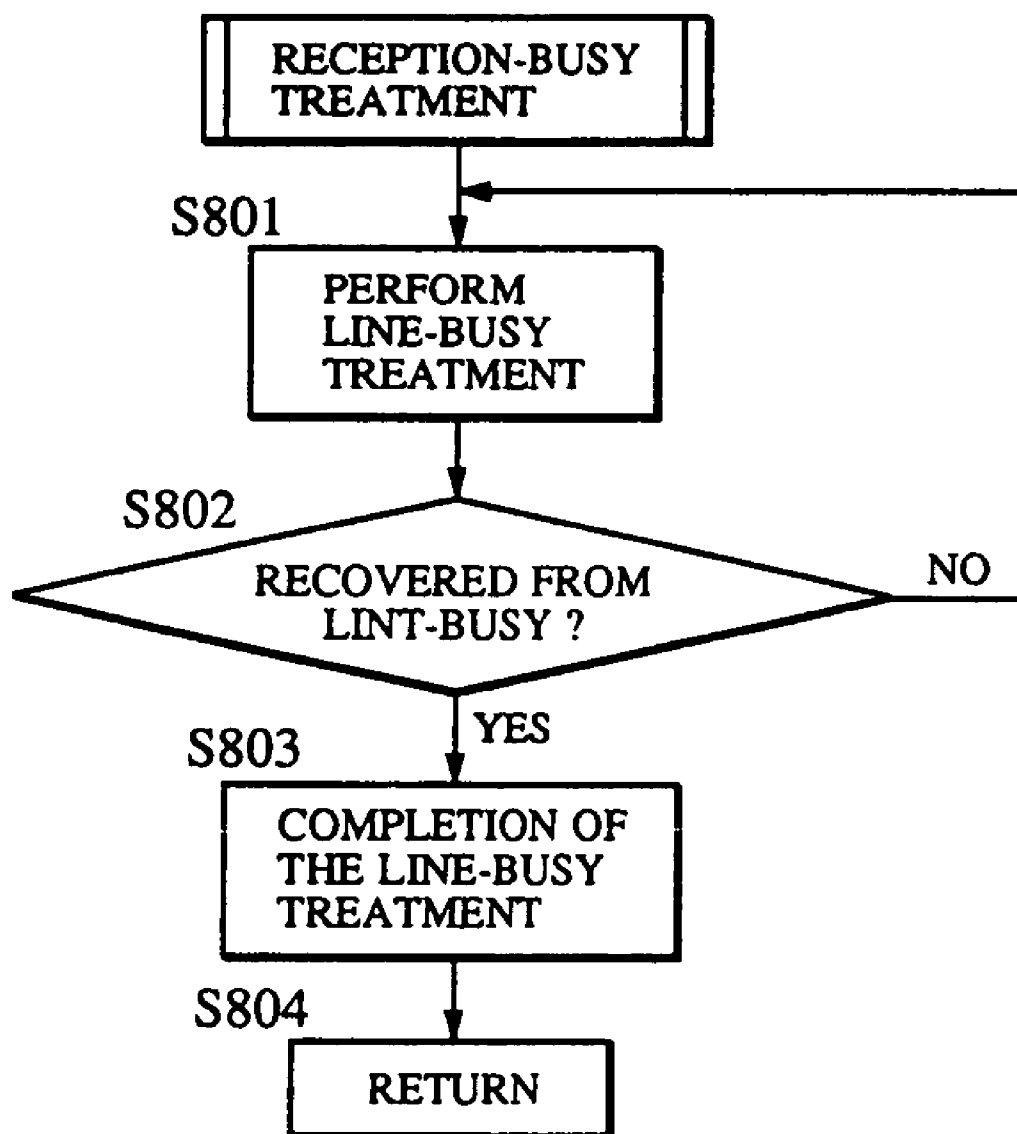 RECEPTION-BUSY
TREATMENT
S801
PERFORM
LINE-BUSY
TREATMENT
S802
RECOVERED FROM
LINT-BUSY ?
NO
YES
S803
COMPLETION OF
THE LINE-BUSY
TREATMENT
S804
RETURN